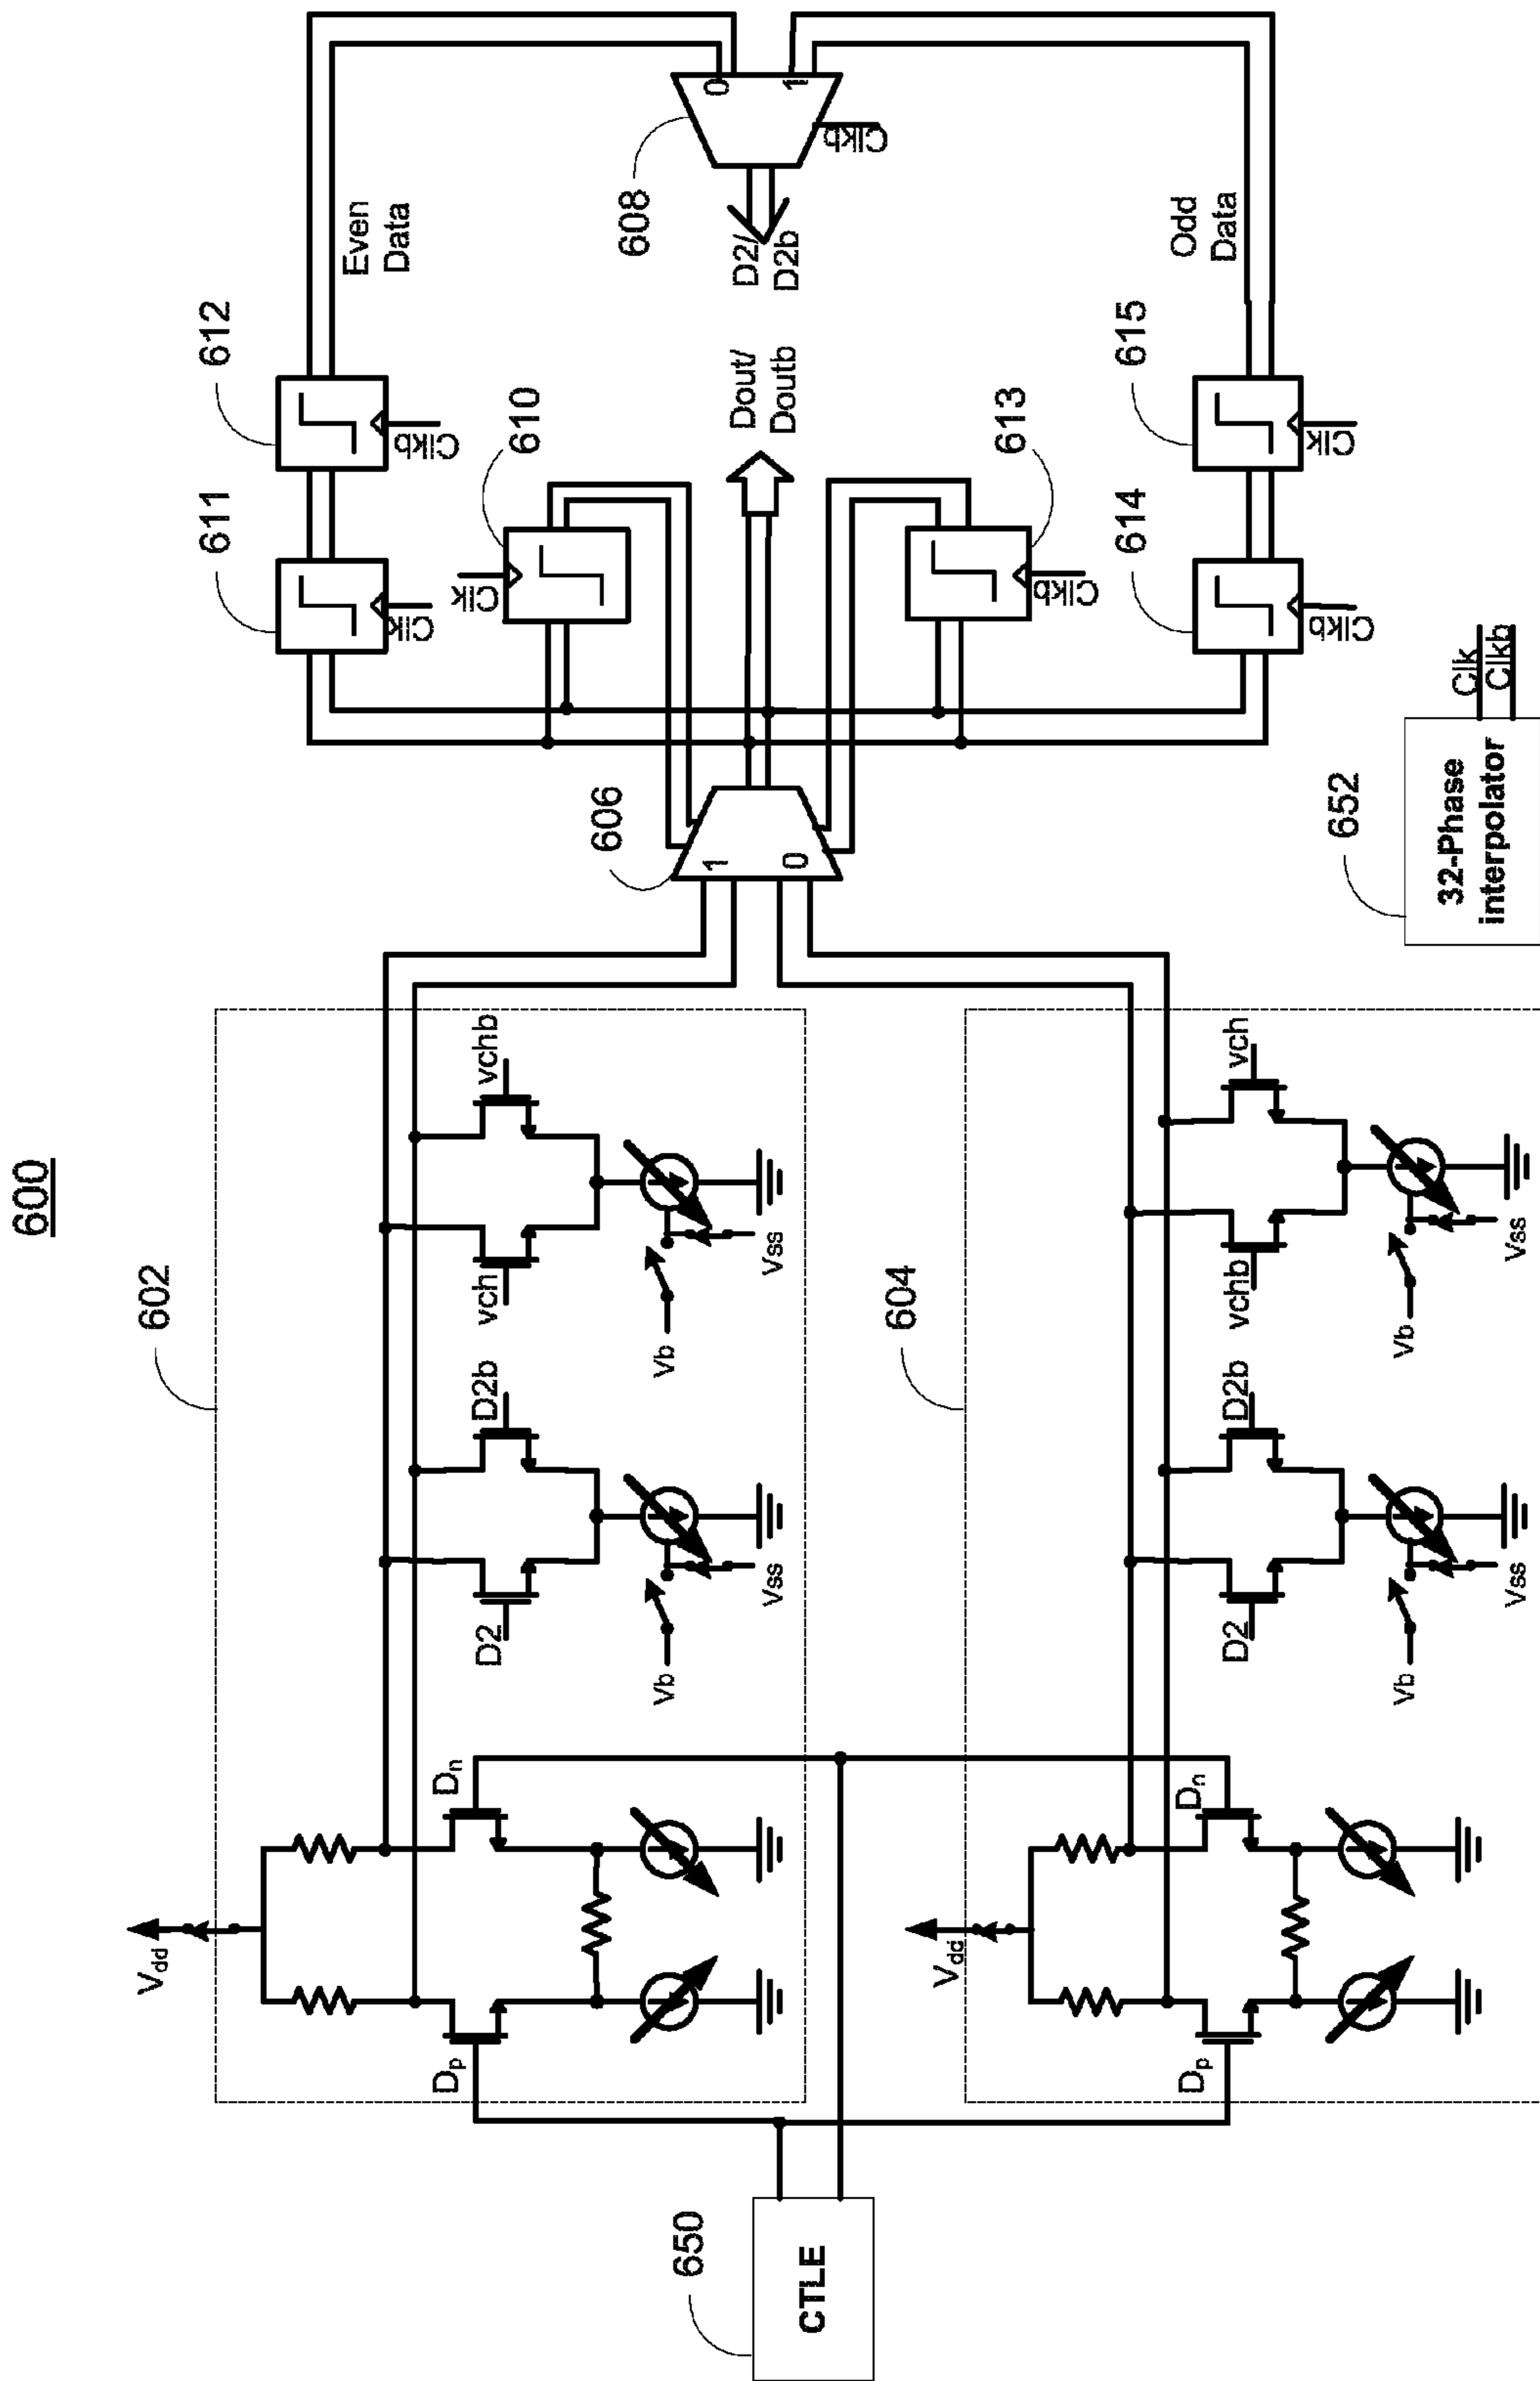 600
602
Vdd
Dp
Dn
D2
D2b
vch
vchb
Vb
Vss
Vb
Vss
604
Vdd
Dp
Dn
D2
D2b
vchb
vch
Vb
Vss
Vb
Vss
650
CTLE
606
1
0
611
Clk
612
Clkb
Even
Data
610
Clk
Dout/
Doutb
613
Clkb
614
Clkb
615
Clk
Odd
Data
608
0
1
Clkb
D2/
D2b
652
32-Phase
interpolator
Clk
Clkb